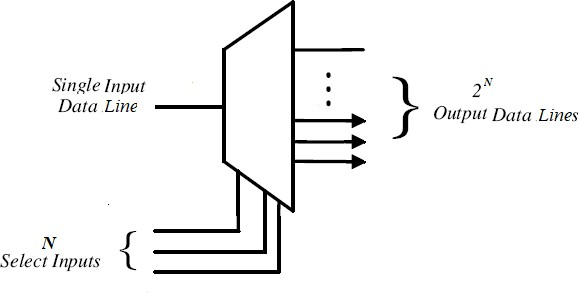 Single Input
Data Line
2^N
Output Data Lines
N
Select Inputs